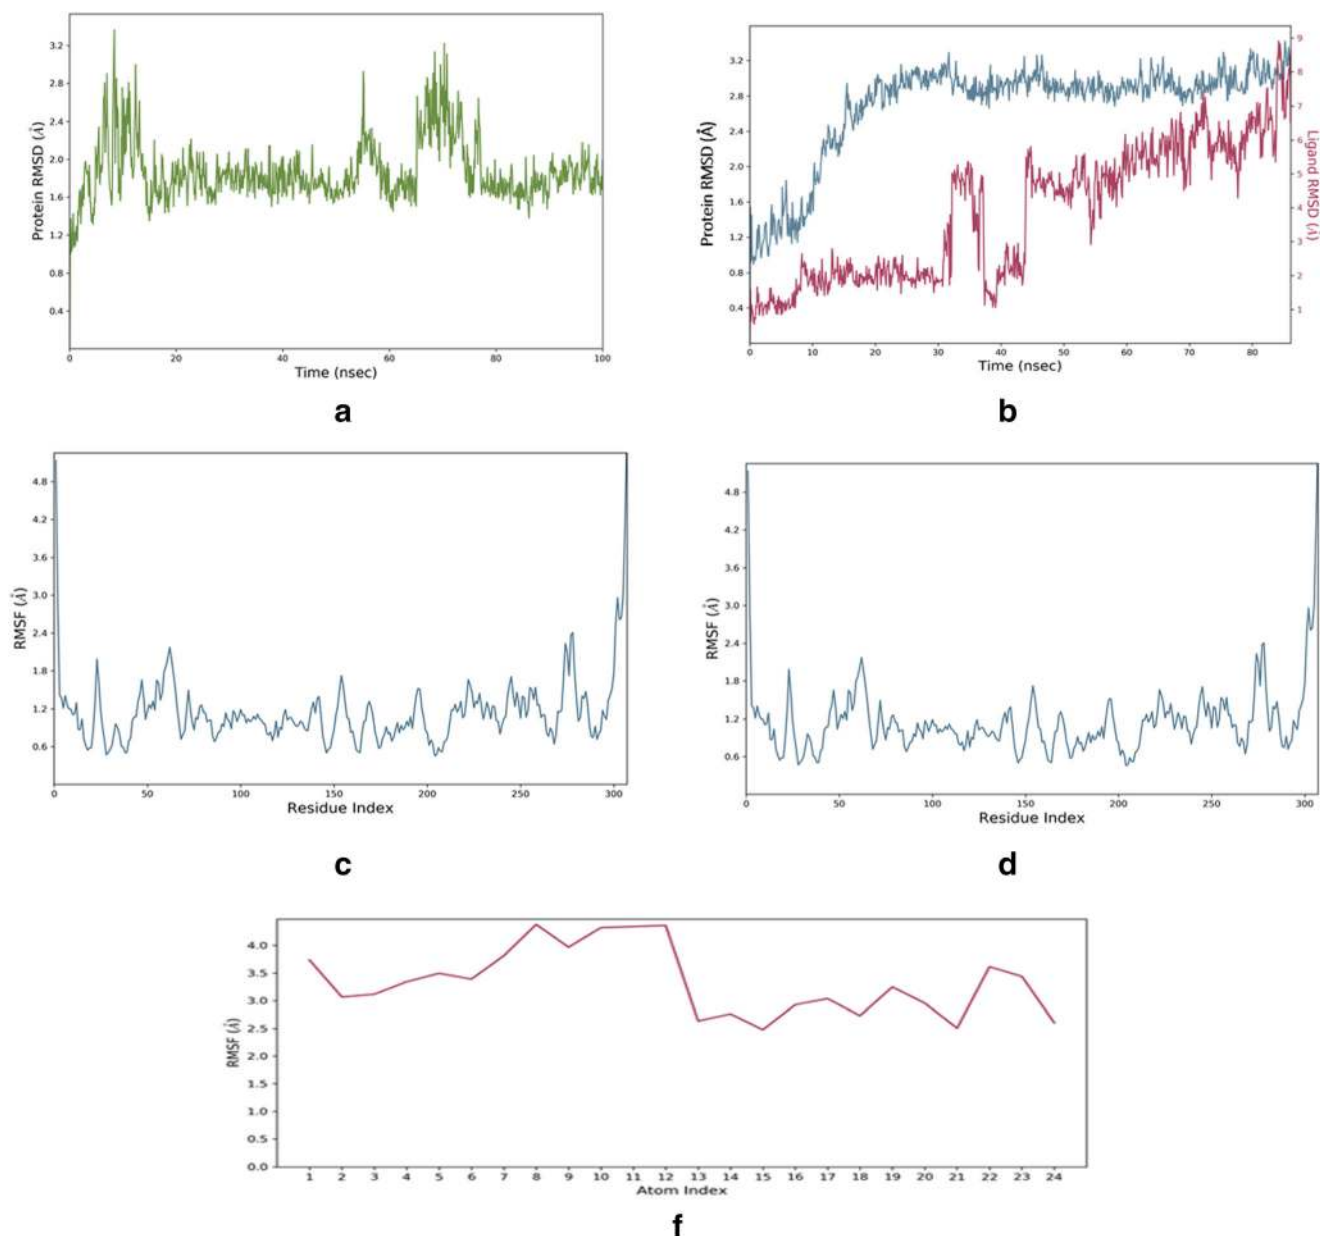 Protein RMSD (Å)
3.2
2.8
2.4
2.0
1.6
1.2
0.8
0.4
0 20 40 60 80 100
Time (nsec)
a
Protein RMSD (Å)
3.2
2.8
2.4
2.0
1.6
1.2
0.8
0.4
9
8
7
6
5
4
3
2
1
Ligand RMSD (Å)
0 10 20 30 40 50 60 70 80
Time (nsec)
b
RMSF (Å)
4.8
4.2
3.6
3.0
2.4
1.8
1.2
0.6
0 50 100 150 200 250 300
Residue Index
c
RMSF (Å)
4.8
4.2
3.6
3.0
2.4
1.8
1.2
0.6
0 50 100 150 200 250 300
Residue Index
d
RMSF (Å)
4.0
3.5
3.0
2.5
2.0
1.5
1.0
0.5
0.0
1 2 3 4 5 6 7 8 9 10 11 12 13 14 15 16 17 18 19 20 21 22 23 24
Atom Index
f